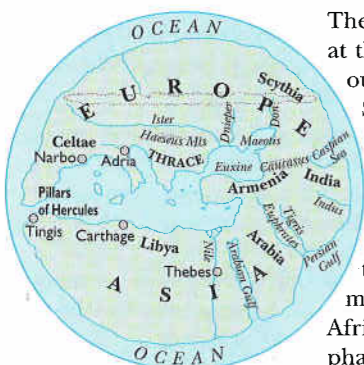 OCEAN
EUROPE
Scythia
Ister
Dnieper
Don
Haeseus Mts
Maeotis
Celtae
Narbo
Adria
THRACE
Euxine
Caucasus
Caspian Sea
Armenia
India
Indus
Pillars
of Hercules
Tingis
Carthage
Libya
Tigris
Euphrates
Arabia
Persian Gulf
Nile
Arabian Gulf
Thebes
ASIA
OCEAN
The
at th
ou
s
t
m
Afri
pha